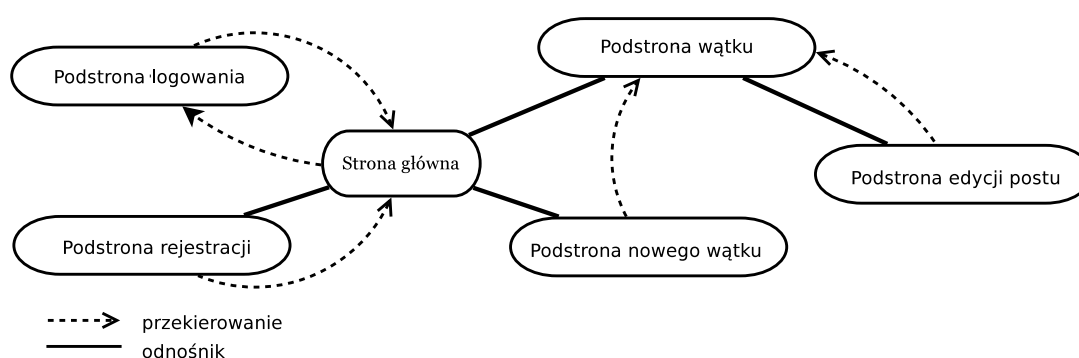 Podstrona wątku
Podstrona logowania
Strona główna
Podstrona edycji postu
Podstrona rejestracji
Podstrona nowego wątku
przekierowanie
odnośnik